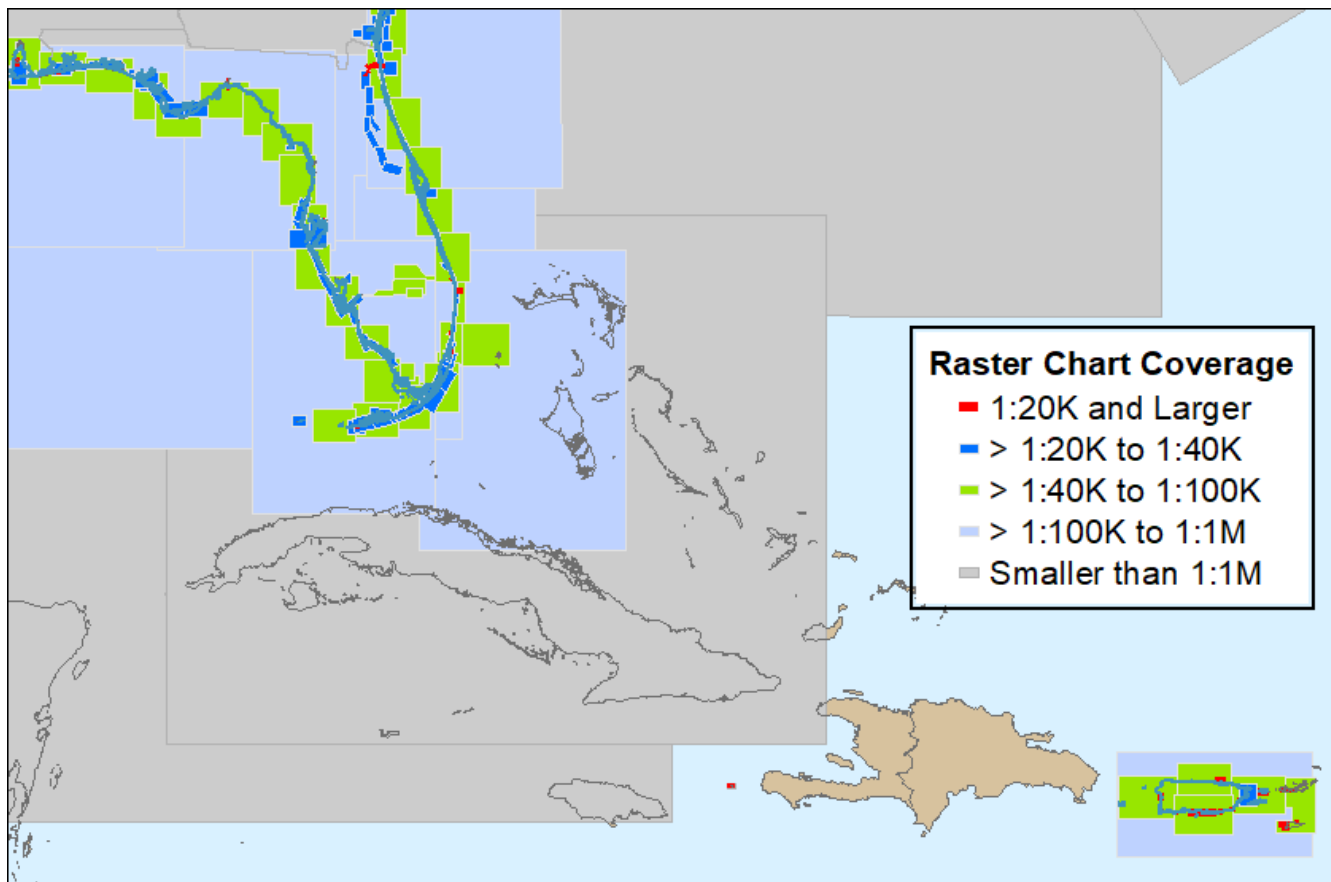 Raster Chart Coverage
1:20K and Larger
> 1:20K to 1:40K
> 1:40K to 1:100K
> 1:100K to 1:1M
Smaller than 1:1M